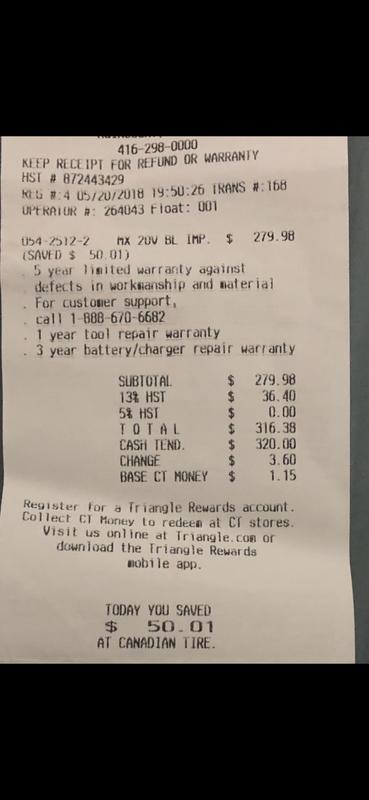 416-298-0000
KEEP RECEIPT FOR REFUND OR WARRANTY
HST # 872443429
REG #:4 05/20/2018 19:50:26 TRANS #:168
OPERATOR #: 264043 Float: 001
054-2512-2 MX 20V BL IMP. $ 279.98
(SAVED $ 50.01)
. 5 year limited warranty against
. defects in workmanship and material
. For customer support,
. call 1-888-670-6682
. 1 year tool repair warranty
. 3 year battery/charger repair warranty
SUBTOTAL $ 279.98
13% HST $ 36.40
5% HST $ 0.00
T O T A L $ 316.38
CASH TEND. $ 320.00
CHANGE $ 3.60
BASE CT MONEY $ 1.15
Register for a Triangle Rewards account.
Collect CT Money to redeem at CT stores.
Visit us online at Triangle.com or
download the Triangle Rewards
mobile app.
TODAY YOU SAVED
$ 50.01
AT CANADIAN TIRE.